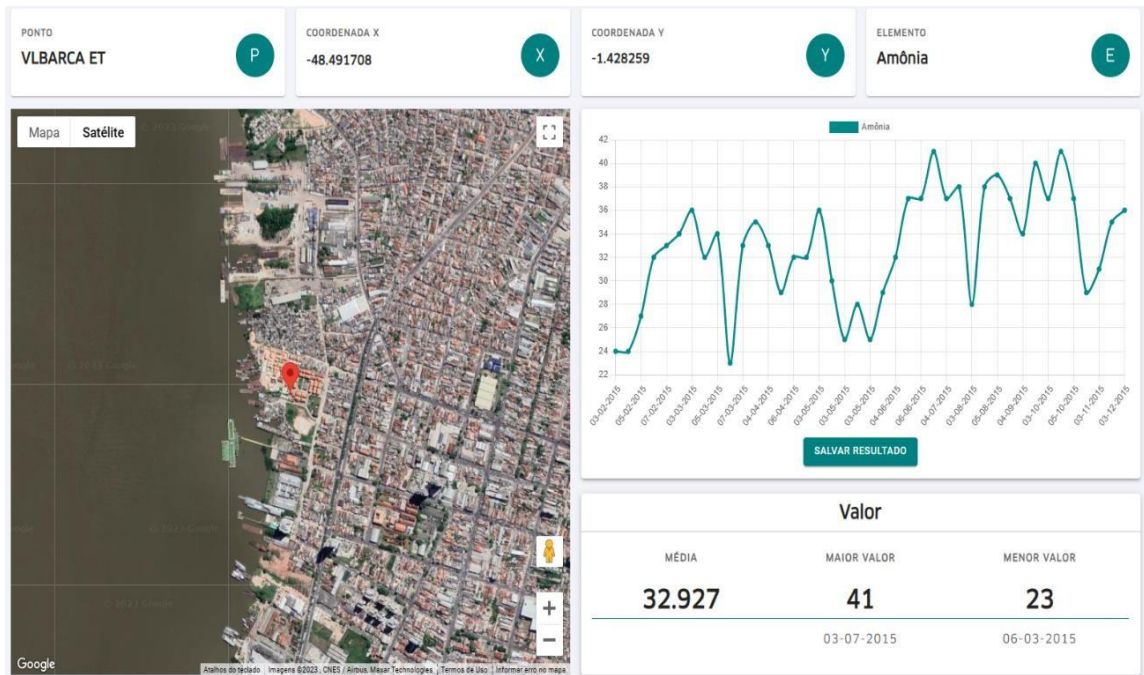 PONTO
VLBARCA ET
P
COORDENADA X
-48.491708
X
COORDENADA Y
-1.428259
Y
ELEMENTO
Amônia
E
Mapa
Satélite
Google
Atalhos do teclado
Imagens ©2023 , CNES / Airbus, Maxar Technologies
Termos de Uso
Informar erro no mapa
Amônia
42
40
38
36
34
32
30
28
26
24
22
03-02-2015
05-02-2015
07-02-2015
03-03-2015
05-03-2015
07-03-2015
04-04-2015
06-04-2015
03-05-2015
03-05-2015
03-05-2015
04-06-2015
06-06-2015
04-07-2015
03-08-2015
05-08-2015
04-09-2015
03-10-2015
05-10-2015
03-11-2015
03-12-2015
SALVAR RESULTADO
Valor
MÉDIA
MAIOR VALOR
MENOR VALOR
32.927
41
23
03-07-2015
06-03-2015